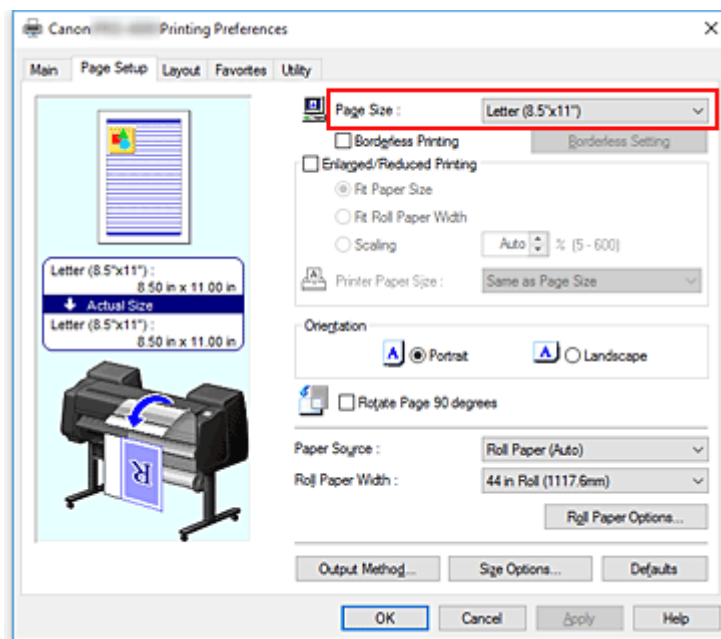 Canon Printing Preferences
Main Page Setup Layout Favorites Utility
Page Size : Letter (8.5"x11")
Borderless Printing Borderless Setting
Enlarged/Reduced Printing
Fit Paper Size
Fit Roll Paper Width
Scaling Auto % (5 - 600)
Printer Paper Size : Same as Page Size
Letter (8.5"x11") :
8.50 in x 11.00 in
Actual Size
Letter (8.5"x11") :
8.50 in x 11.00 in
Orientation
A Portrait A Landscape
Rotate Page 90 degrees
R
Paper Source : Roll Paper (Auto)
Roll Paper Width : 44 in Roll (1117.6mm)
Roll Paper Options...
Output Method... Size Options... Defaults
OK Cancel Apply Help